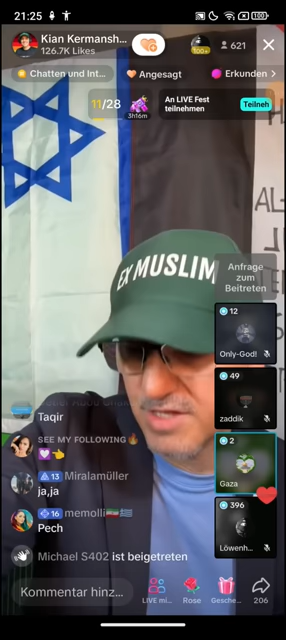 21:25
100
Kian Kermansh...
126.7K Likes
100+
621
Chatten und Int...
Angesagt
Erkunden
11/28
3h16m
An LIVE Fest
teilnehmen
Teilneh
EX MUSLIM
Anfrage
zum
Beitreten
12
Only-God!
49
zaddik
2
Gaza
396
Löwenh...
Taqir
SEE MY FOLLOWING
13 Miralamüller
ja,ja
16 memolli
Pech
Michael S402 ist beigetreten
Kommentar hinz...
LIVE mi...
Rose
Gesche...
206